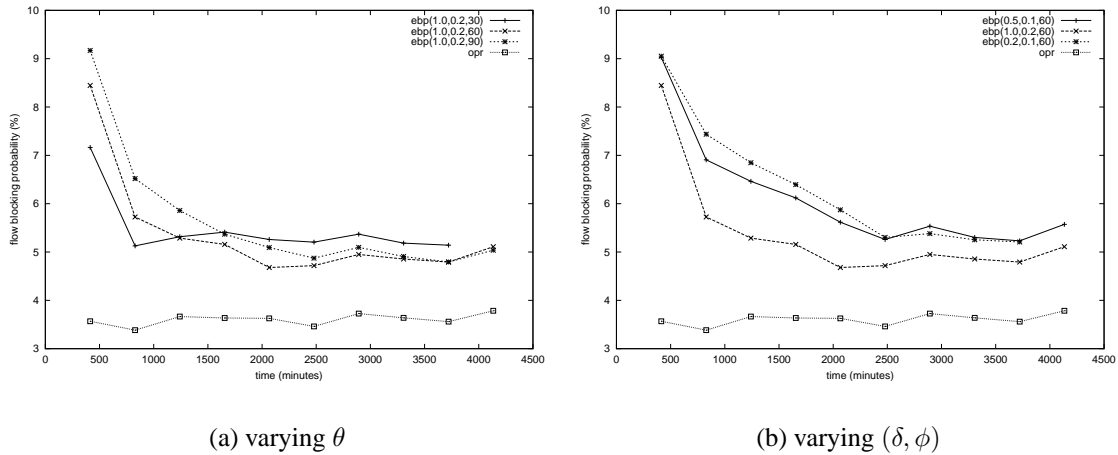 10
9
8
7
6
5
4
3
flow blocking probability (%)
0 500 1000 1500 2000 2500 3000 3500 4000 4500
time (minutes)
ebp(1.0,0.2,30)
ebp(1.0,0.2,60)
ebp(1.0,0.2,90)
opr
(a) varying θ
10
9
8
7
6
5
4
3
flow blocking probability (%)
0 500 1000 1500 2000 2500 3000 3500 4000 4500
time (minutes)
ebp(0.5,0.1,60)
ebp(1.0,0.2,60)
ebp(0.2,0.1,60)
opr
(b) varying (δ, ϕ)